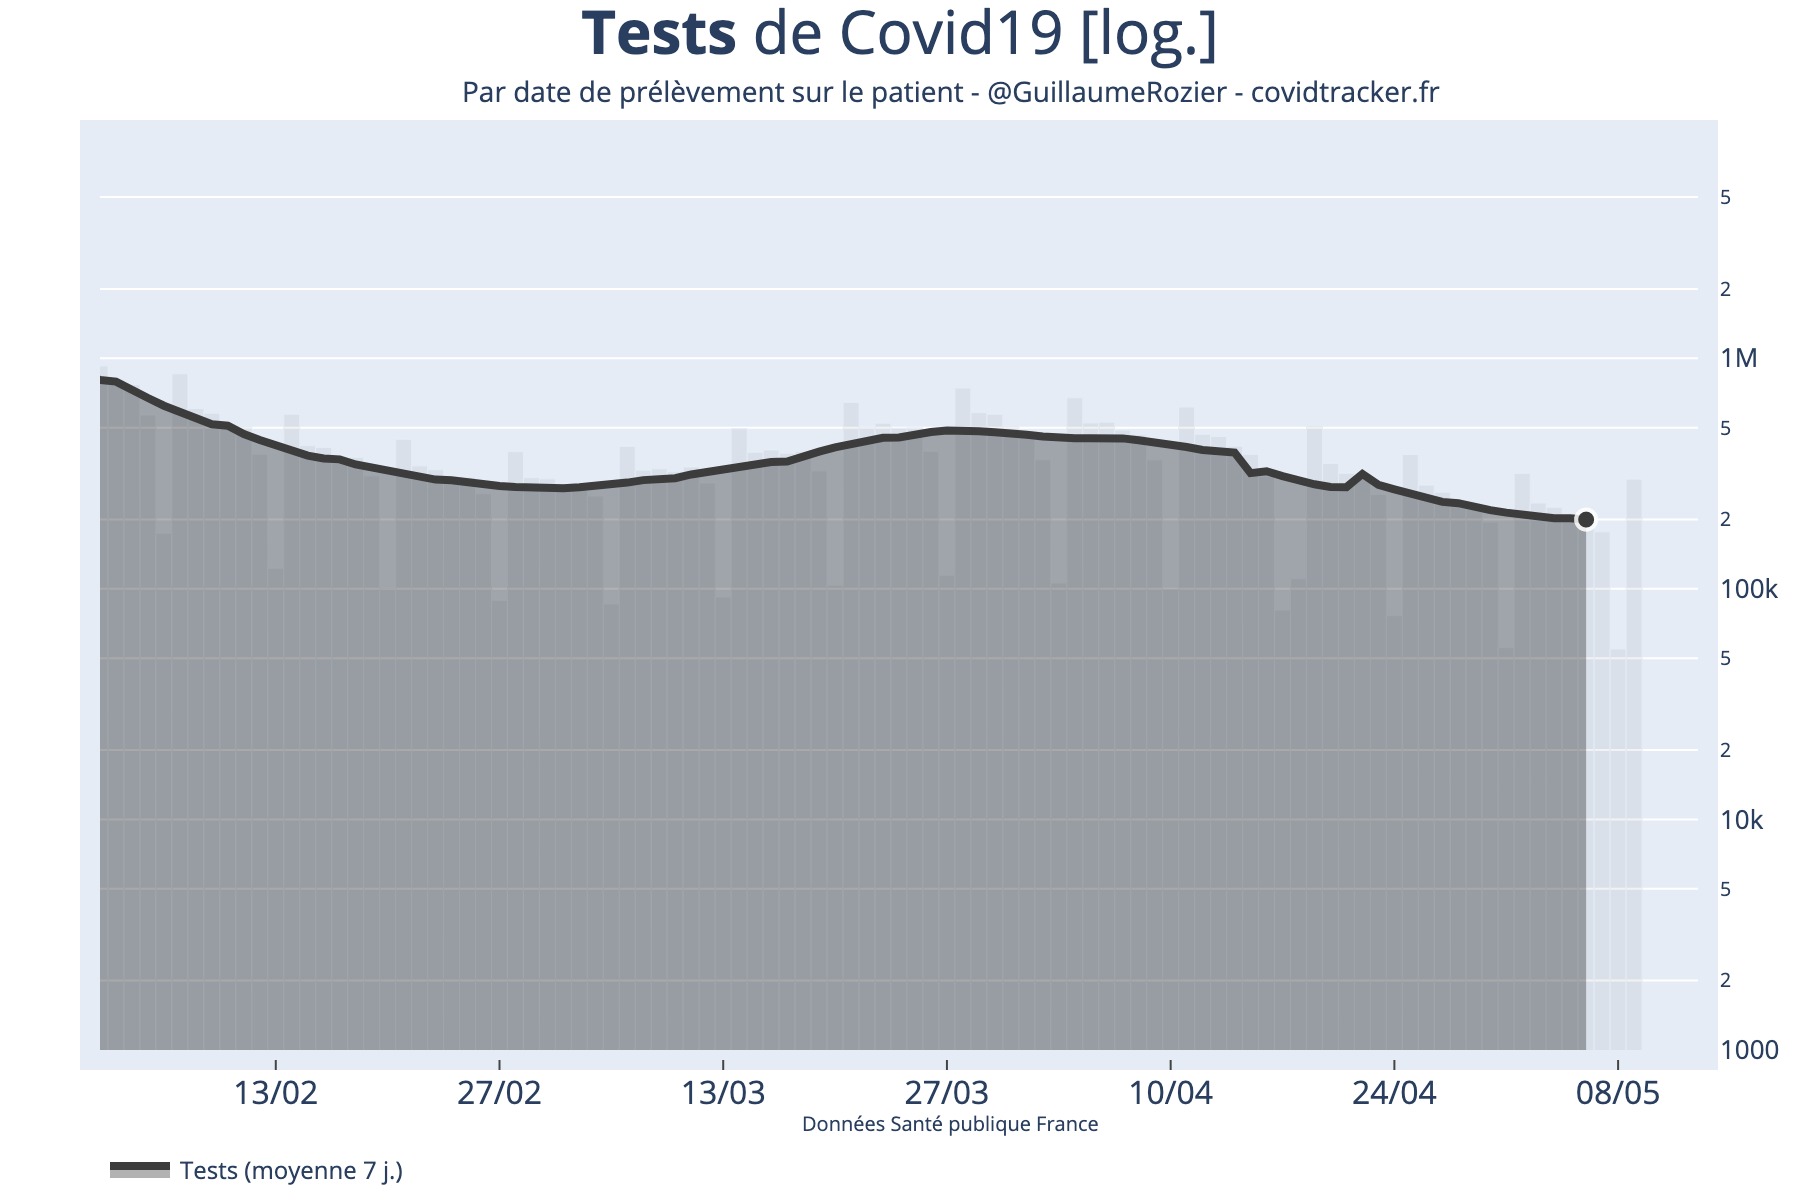 Tests de Covid19 [log.]
Par date de prélèvement sur le patient - @GuillaumeRozier - covidtracker.fr
5
2
1M
5
2
100k
5
2
10k
5
2
1000
13/02 27/02 13/03 27/03 10/04 24/04 08/05
Données Santé publique France
Tests (moyenne 7 j.)